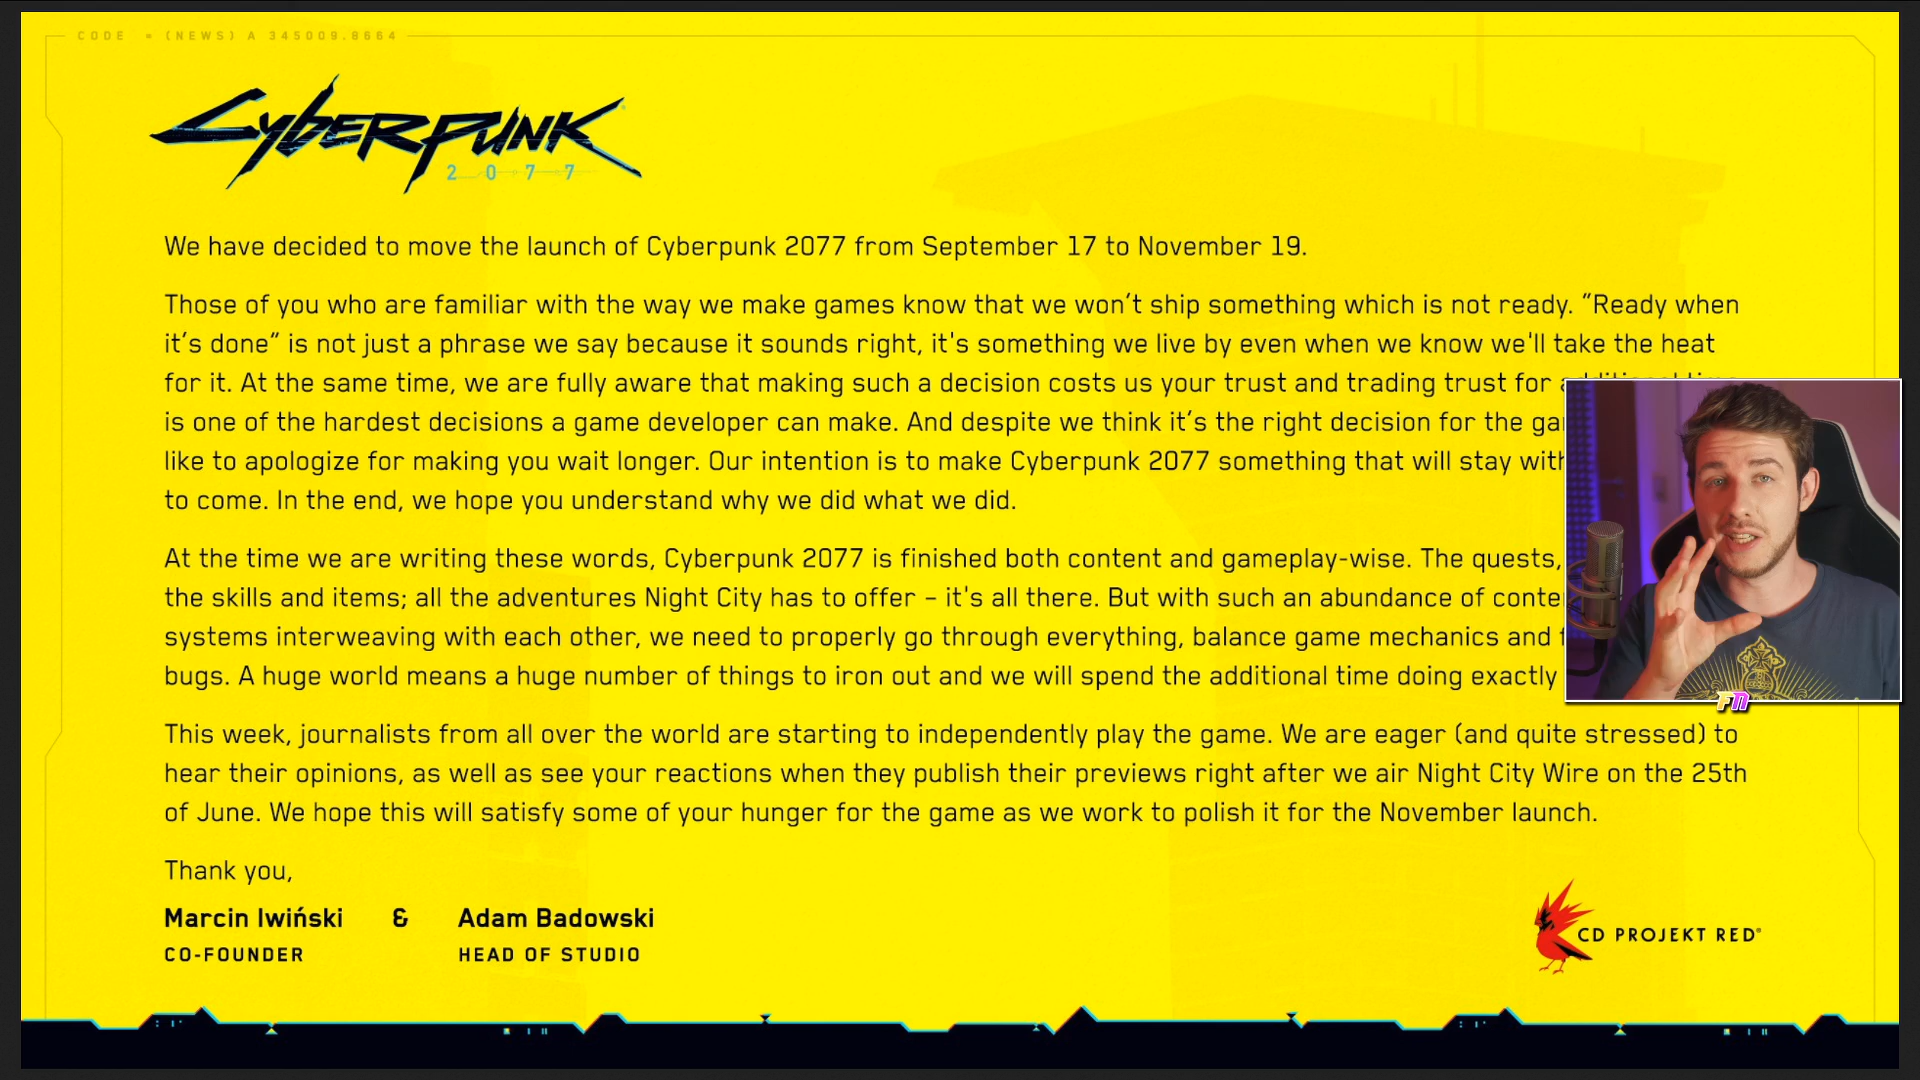 CODE = (NEWS) A 345009.8664
CYBERPUNK
2077
We have decided to move the launch of Cyberpunk 2077 from September 17 to November 19.
Those of you who are familiar with the way we make games know that we won’t ship something which is not ready. “Ready when
it’s done” is not just a phrase we say because it sounds right, it's something we live by even when we know we'll take the heat
for it. At the same time, we are fully aware that making such a decision costs us your trust and trading trust for additional time
is one of the hardest decisions a game developer can make. And despite we think it’s the right decision for the
like to apologize for making you wait longer. Our intention is to make Cyberpunk 2077 something that will stay with
to come. In the end, we hope you understand why we did what we did.
At the time we are writing these words, Cyberpunk 2077 is finished both content and gameplay-wise. The quests,
the skills and items; all the adventures Night City has to offer – it's all there. But with such an abundance of
systems interweaving with each other, we need to properly go through everything, balance game mechanics and
bugs. A huge world means a huge number of things to iron out and we will spend the additional time doing exactly
This week, journalists from all over the world are starting to independently play the game. We are eager (and quite stressed) to
hear their opinions, as well as see your reactions when they publish their previews right after we air Night City Wire on the 25th
of June. We hope this will satisfy some of your hunger for the game as we work to polish it for the November launch.
Thank you,
Marcin Iwiński & Adam Badowski
CO-FOUNDER HEAD OF STUDIO
CD PROJEKT RED®
FN